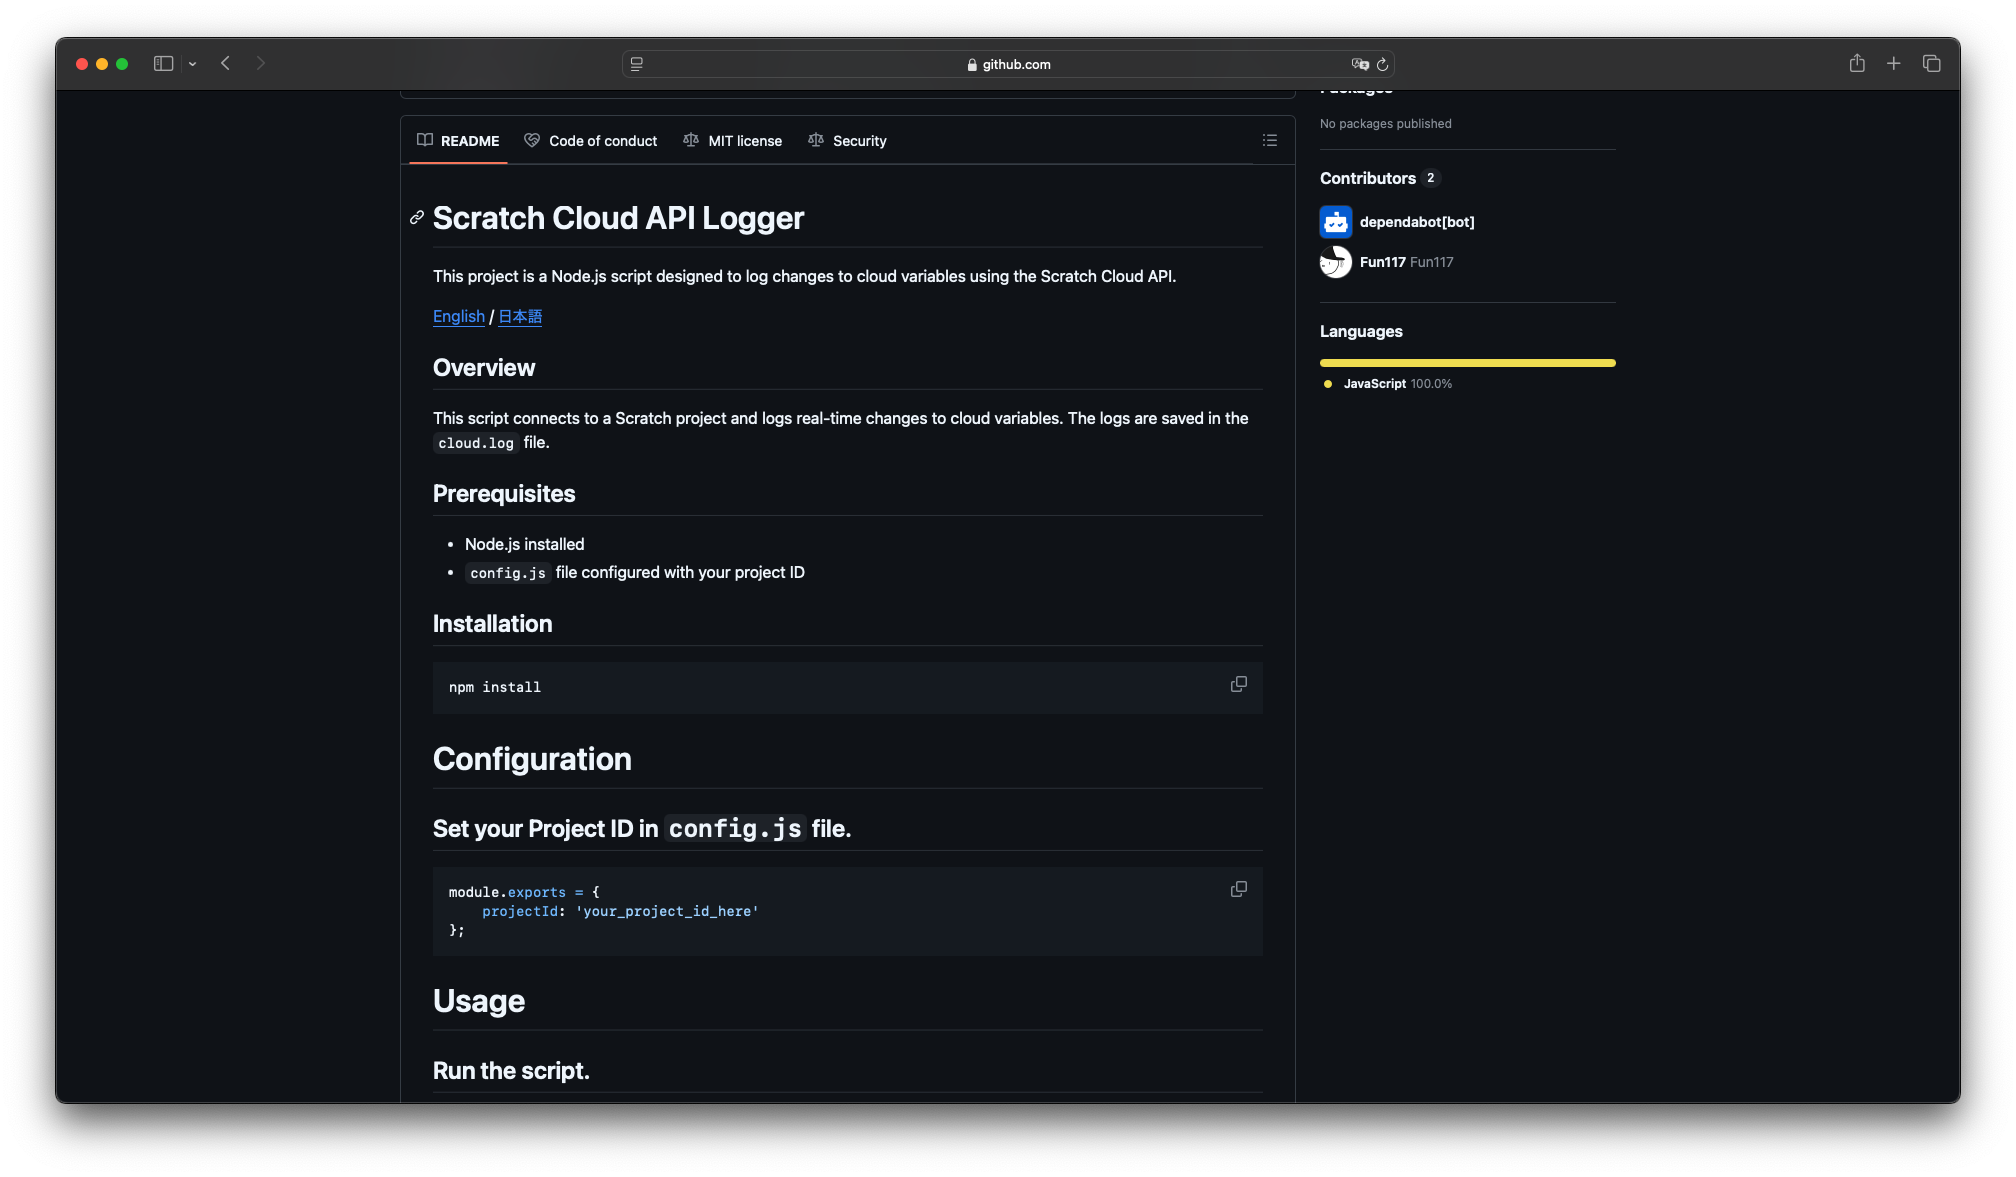 github.com
Packages
No packages published
README
Code of conduct
MIT license
Security
Scratch Cloud API Logger
This project is a Node.js script designed to log changes to cloud variables using the Scratch Cloud API.
English / 日本語
Overview
This script connects to a Scratch project and logs real-time changes to cloud variables. The logs are saved in the
cloud.log file.
Prerequisites
• Node.js installed
• config.js file configured with your project ID
Installation
npm install
Configuration
Set your Project ID in config.js file.
module.exports = {
    projectId: 'your_project_id_here'
};
Usage
Run the script.
Contributors 2
dependabot[bot]
Fun117 Fun117
Languages
JavaScript 100.0%